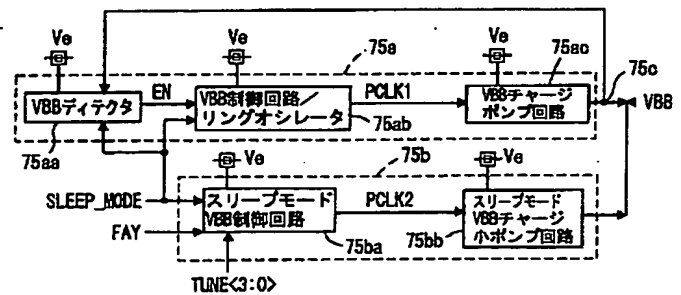 Ve
Ve
75a
Ve
75ac
75c
VBBディテクタ
EN
VBB制御回路/
リングオシレータ
PCLK1
VBBチャージ
ポンプ回路
VBB
75aa
75ab
75b
Ve
Ve
SLEEP_MODE
スリープモード
VBB制御回路
PCLK2
スリープモード
VBBチャージ
小ポンプ回路
FAY
75ba
75bb
TUNE<3:0>